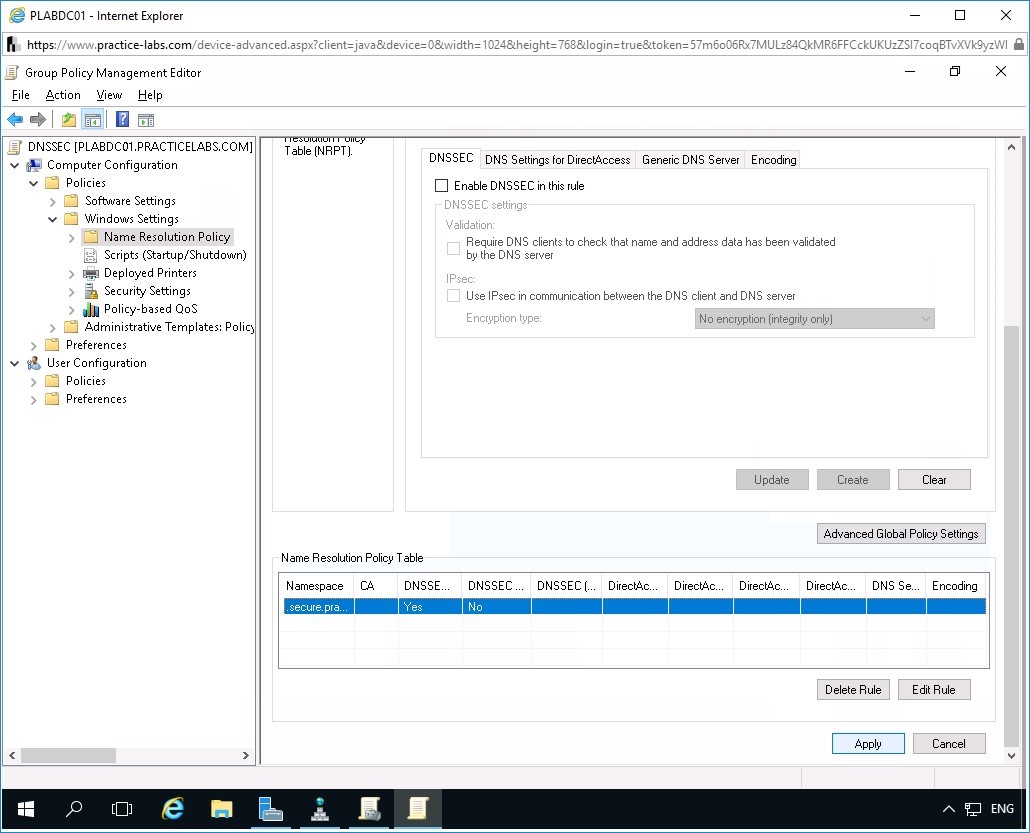 PLABDC01 - Internet Explorer
https://www.practice-labs.com/device-advanced.aspx?client=java&device=0&width=1024&height=768&login=true&token=57m6o06Rx7MULz84QkMR6FFCckUKUzZSI7coqBTvXVk9yzWl
Group Policy Management Editor
File Action View Help
DNSSEC [PLABDC01.PRACTICELABS.COM]
Computer Configuration
Policies
Software Settings
Windows Settings
Name Resolution Policy
Scripts (Startup/Shutdown)
Deployed Printers
Security Settings
Policy-based QoS
Administrative Templates: Policy
Preferences
User Configuration
Policies
Preferences
Resolution Policy
Table (NRPT).
DNSSEC DNS Settings for DirectAccess Generic DNS Server Encoding
Enable DNSSEC in this rule
DNSSEC settings
Validation:
Require DNS clients to check that name and address data has been validated
by the DNS server
IPsec:
Use IPsec in communication between the DNS client and DNS server
Encryption type: No encryption (integrity only)
Update Create Clear
Advanced Global Policy Settings
Name Resolution Policy Table
Namespace CA DNSSE... DNSSEC ... DNSSEC (... DirectAc... DirectAc... DirectAc... DirectAc... DNS Se... Encoding
.secure.pra... Yes No
Delete Rule Edit Rule
Apply Cancel
ENG